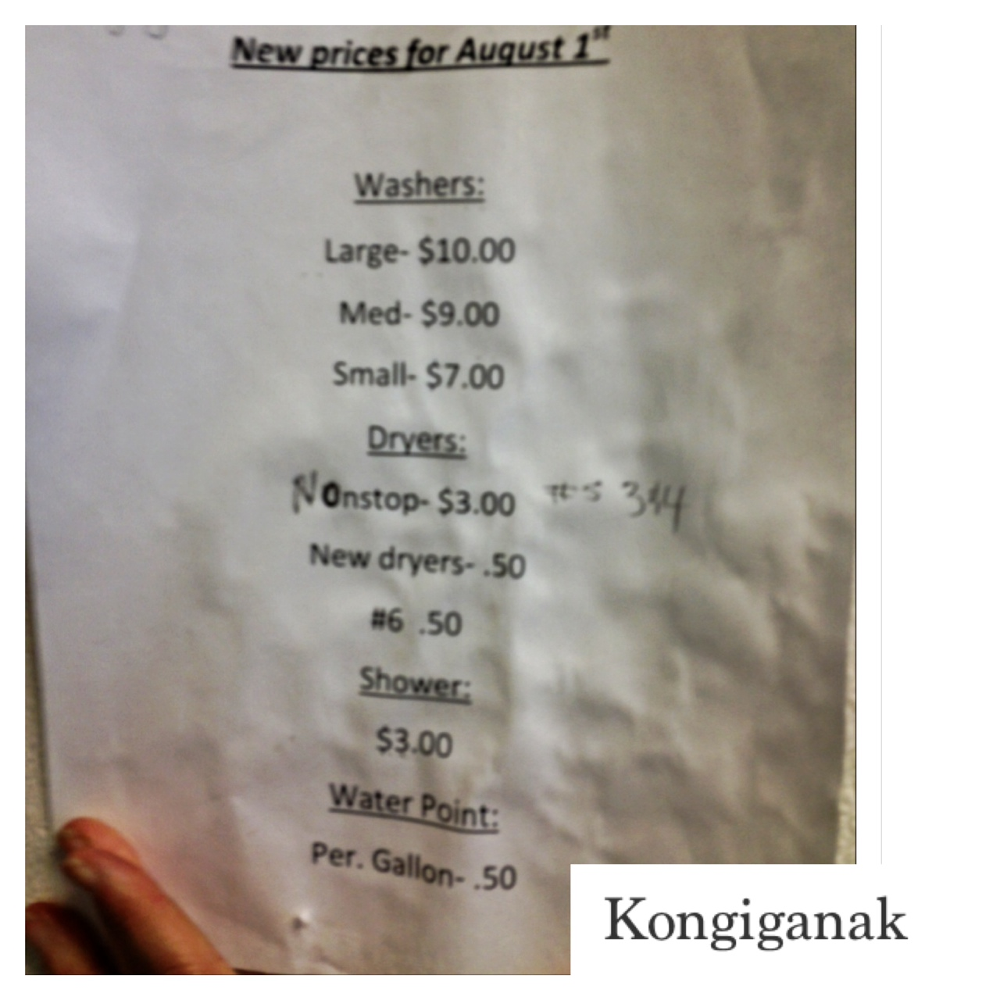 New prices for August 1st
Washers:
Large- $10.00
Med- $9.00
Small- $7.00
Dryers:
NOnstop- $3.00 #s 3+4
New dryers- .50
#6 .50
Shower:
$3.00
Water Point:
Per. Gallon- .50
Kongiganak